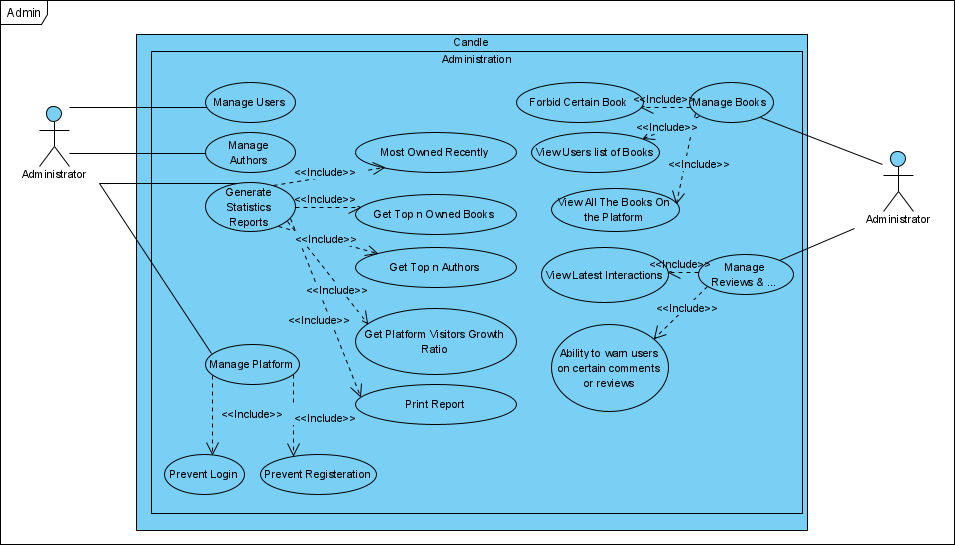 Admin
Candle
Administration
Manage Users
Forbid Certain Book
<<Include>>
Manage Books
<<Include>>
Manage
Authors
Most Owned Recently
View Users list of Books
<<Include>>
Administrator
<<Include>>
Generate
Statistics
Reports
<<Include>>
Get Top n Owned Books
View All The Books On
the Platform
Administrator
<<Include>>
Get Top n Authors
View Latest Interactions
<<Include>>
Manage
Reviews & ...
<<Include>>
<<Include>>
<<Include>>
Get Platform Visitors Growth
Ratio
Manage Platform
Ability to warn users
on certain comments
or reviews
Print Report
<<Include>>
<<Include>>
Prevent Login
Prevent Registeration